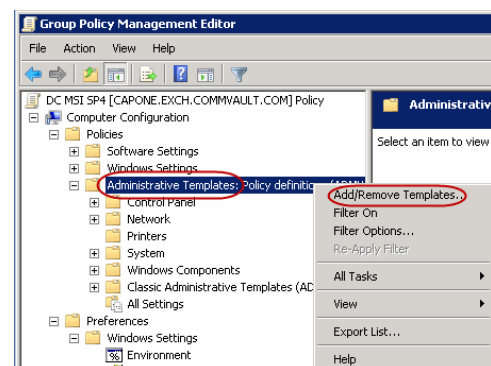 Group Policy Management Editor
File Action View Help
DC MSI SP4 [CAPONE.EXCH.COMMVAULT.COM] Policy
Computer Configuration
Policies
Software Settings
Windows Settings
Administrative Templates: Policy definitio
Control Panel
Network
Printers
System
Windows Components
Classic Administrative Templates (AD
All Settings
Preferences
Windows Settings
Environment
Administrativ
Select an item to view
Add/Remove Templates...
Filter On
Filter Options...
Re-Apply Filter
All Tasks
View
Export List...
Help